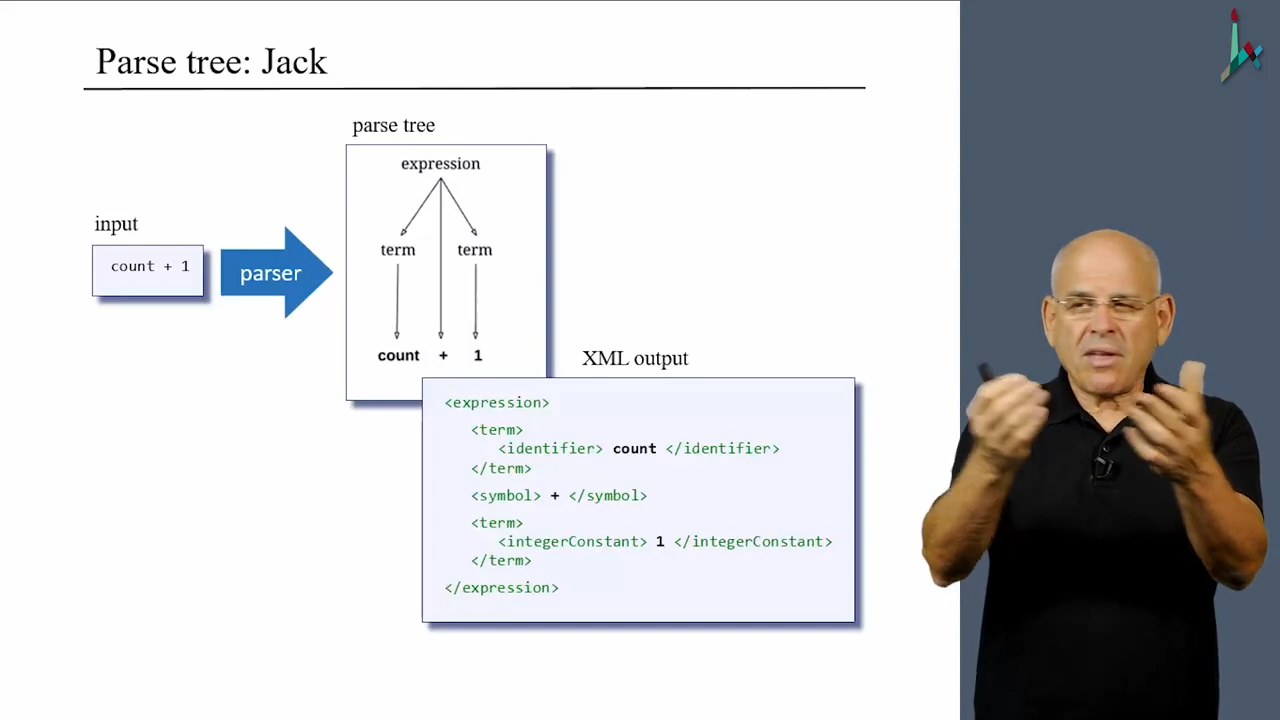 Parse tree: Jack
parse tree
expression
input
term term
count + 1
parser
count + 1
XML output
<expression>
<term>
<identifier> count </identifier>
</term>
<symbol> + </symbol>
<term>
<integerConstant> 1 </integerConstant>
</term>
</expression>